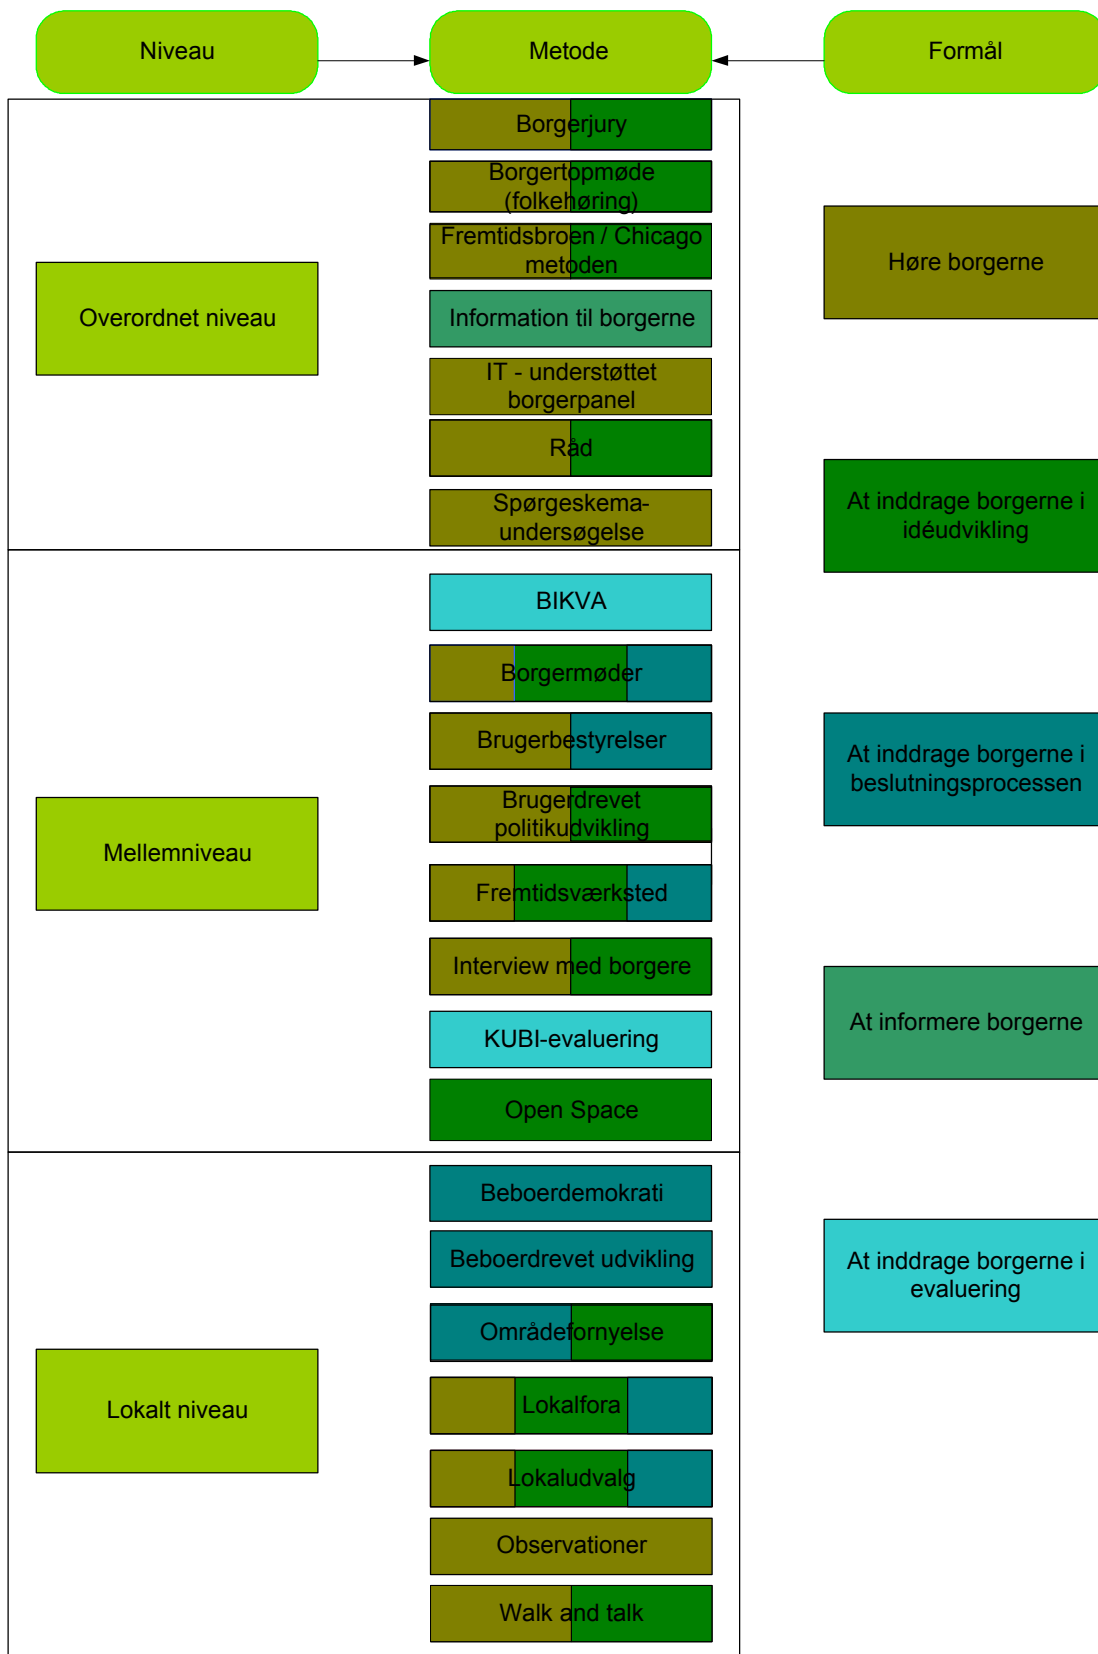 Niveau
Metode
Formål
Borgerjury
Borgertopmøde
(folkehøring)
Fremtidsbroen / Chicago
metoden
Information til borgerne
IT - understøttet
borgerpanel
Råd
Spørgeskema-
undersøgelse
Overordnet niveau
BIKVA
Borgermøder
Brugerbestyrelser
Brugerdrevet
politikudvikling
Fremtidsværksted
Interview med borgere
KUBI-evaluering
Open Space
Mellemniveau
Beboerdemokrati
Beboerdrevet udvikling
Områdefornyelse
Lokalfora
Lokaludvalg
Observationer
Walk and talk
Lokalt niveau
Høre borgerne
At inddrage borgerne i
idéudvikling
At inddrage borgerne i
beslutningsprocessen
At informere borgerne
At inddrage borgerne i
evaluering